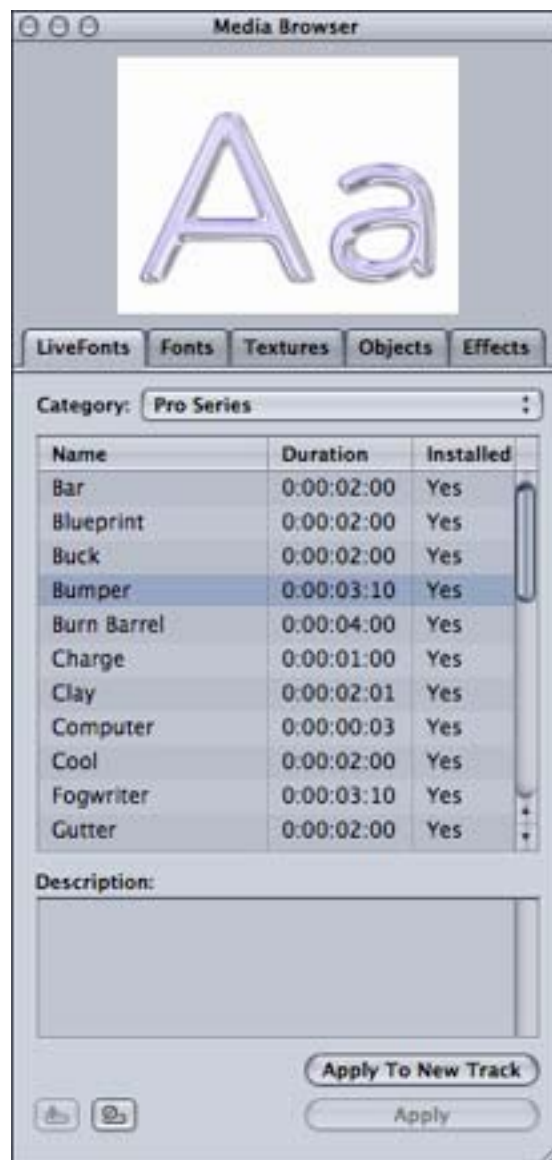 Media Browser
Aa
LiveFonts Fonts Textures Objects Effects
Category: Pro Series
Name Duration Installed
Bar 0:00:02:00 Yes
Blueprint 0:00:02:00 Yes
Buck 0:00:02:00 Yes
Bumper 0:00:03:10 Yes
Burn Barrel 0:00:04:00 Yes
Charge 0:00:01:00 Yes
Clay 0:00:02:01 Yes
Computer 0:00:00:03 Yes
Cool 0:00:02:00 Yes
Fogwriter 0:00:03:10 Yes
Gutter 0:00:02:00 Yes
Description:
Apply To New Track
Apply